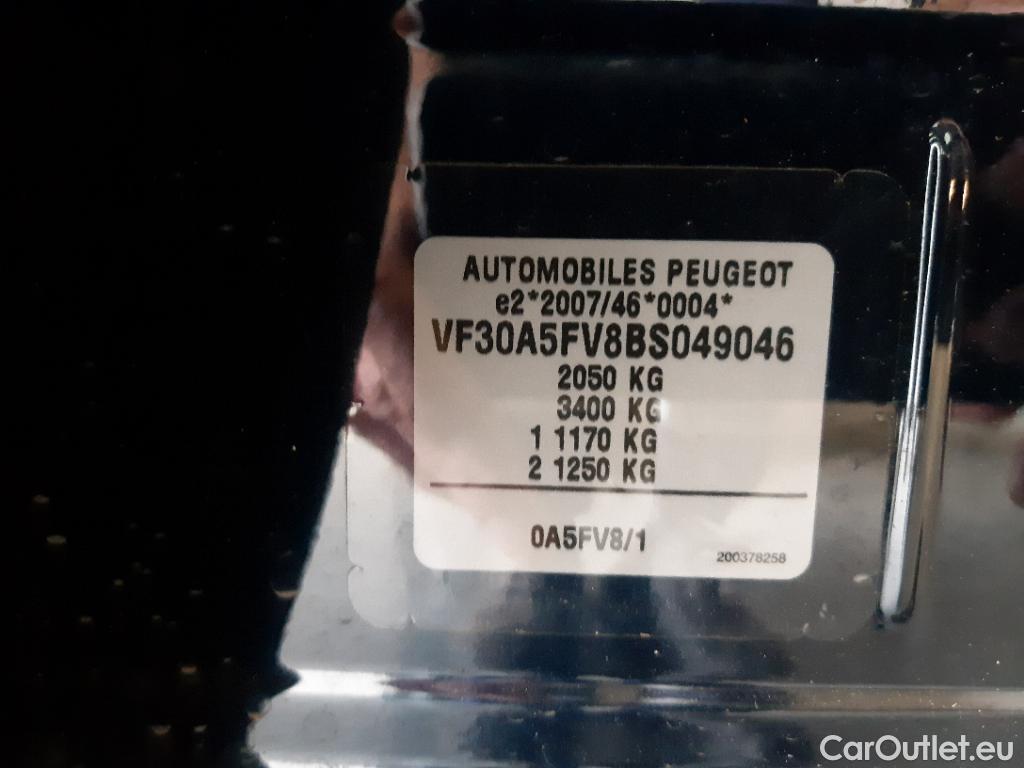 AUTOMOBILES PEUGEOT
e2*2007/46*0004*
VF30A5FV8BS049046
2050 KG
3400 KG
1 1170 KG
2 1250 KG
0A5FV8/1
200378258
CarOutlet.eu